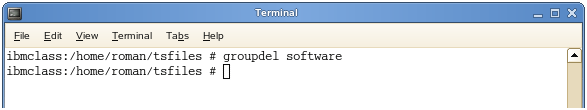 Terminal
File Edit View Terminal Tabs Help
ibmclass:/home/roman/tsfiles # groupdel software
ibmclass:/home/roman/tsfiles #